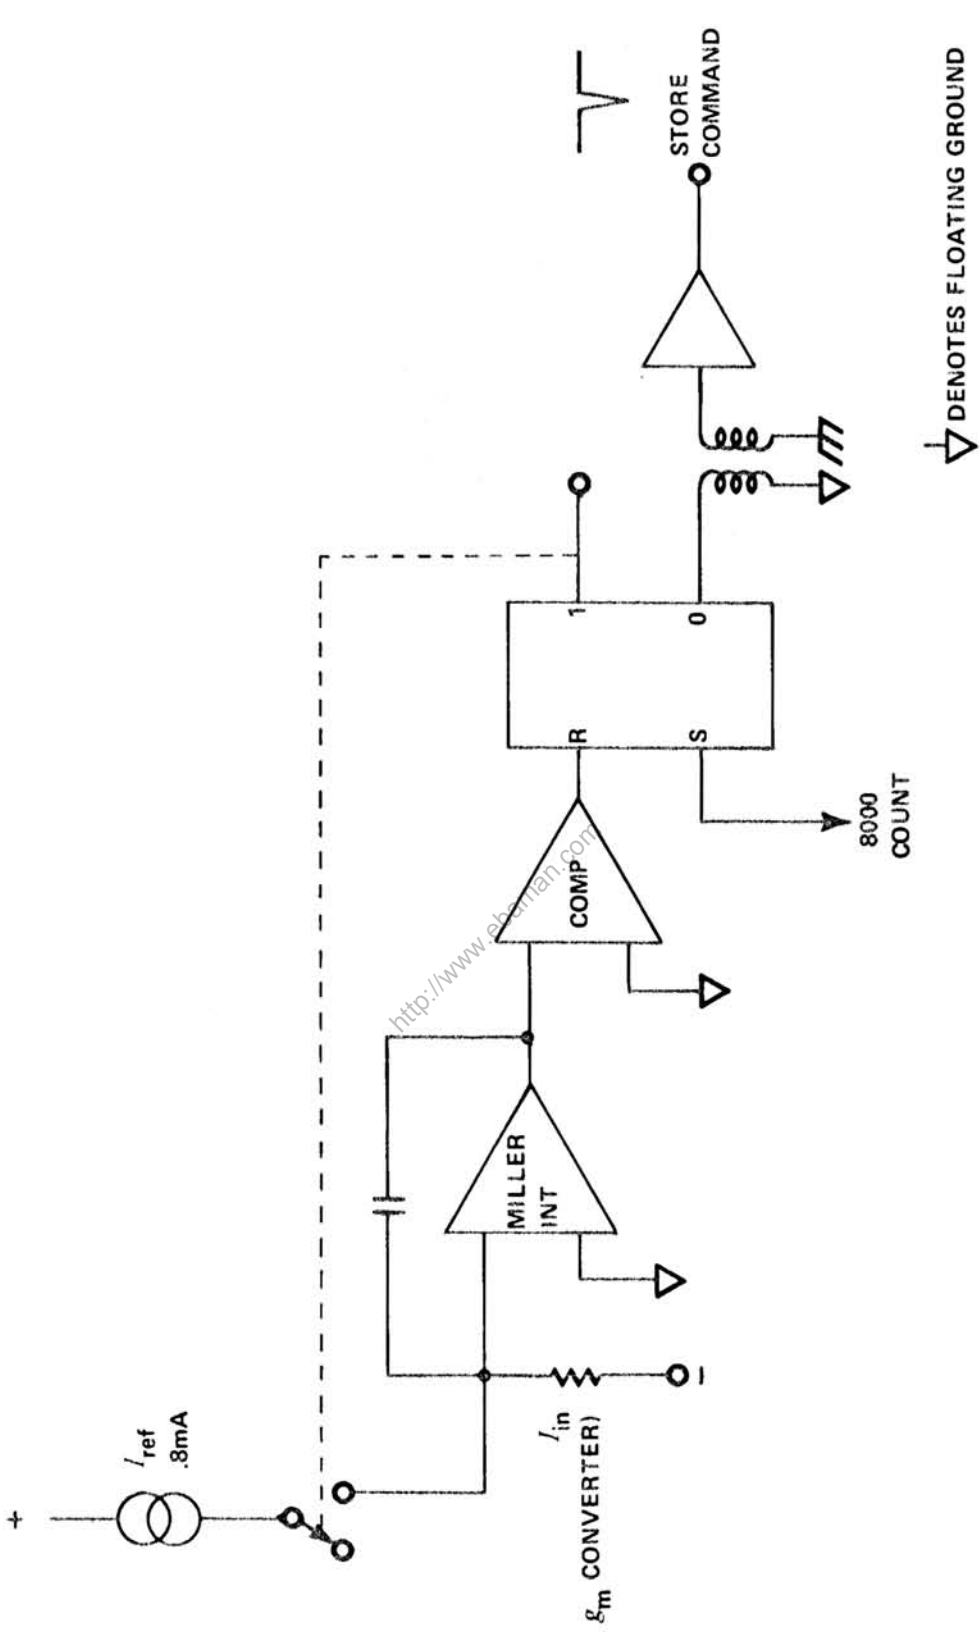 +
I ref
.8mA
I in
gm CONVERTER)
−
MILLER
INT
COMP
R
S
1
0
8000
COUNT
STORE
COMMAND
DENOTES FLOATING GROUND
http://www.ebaman.com